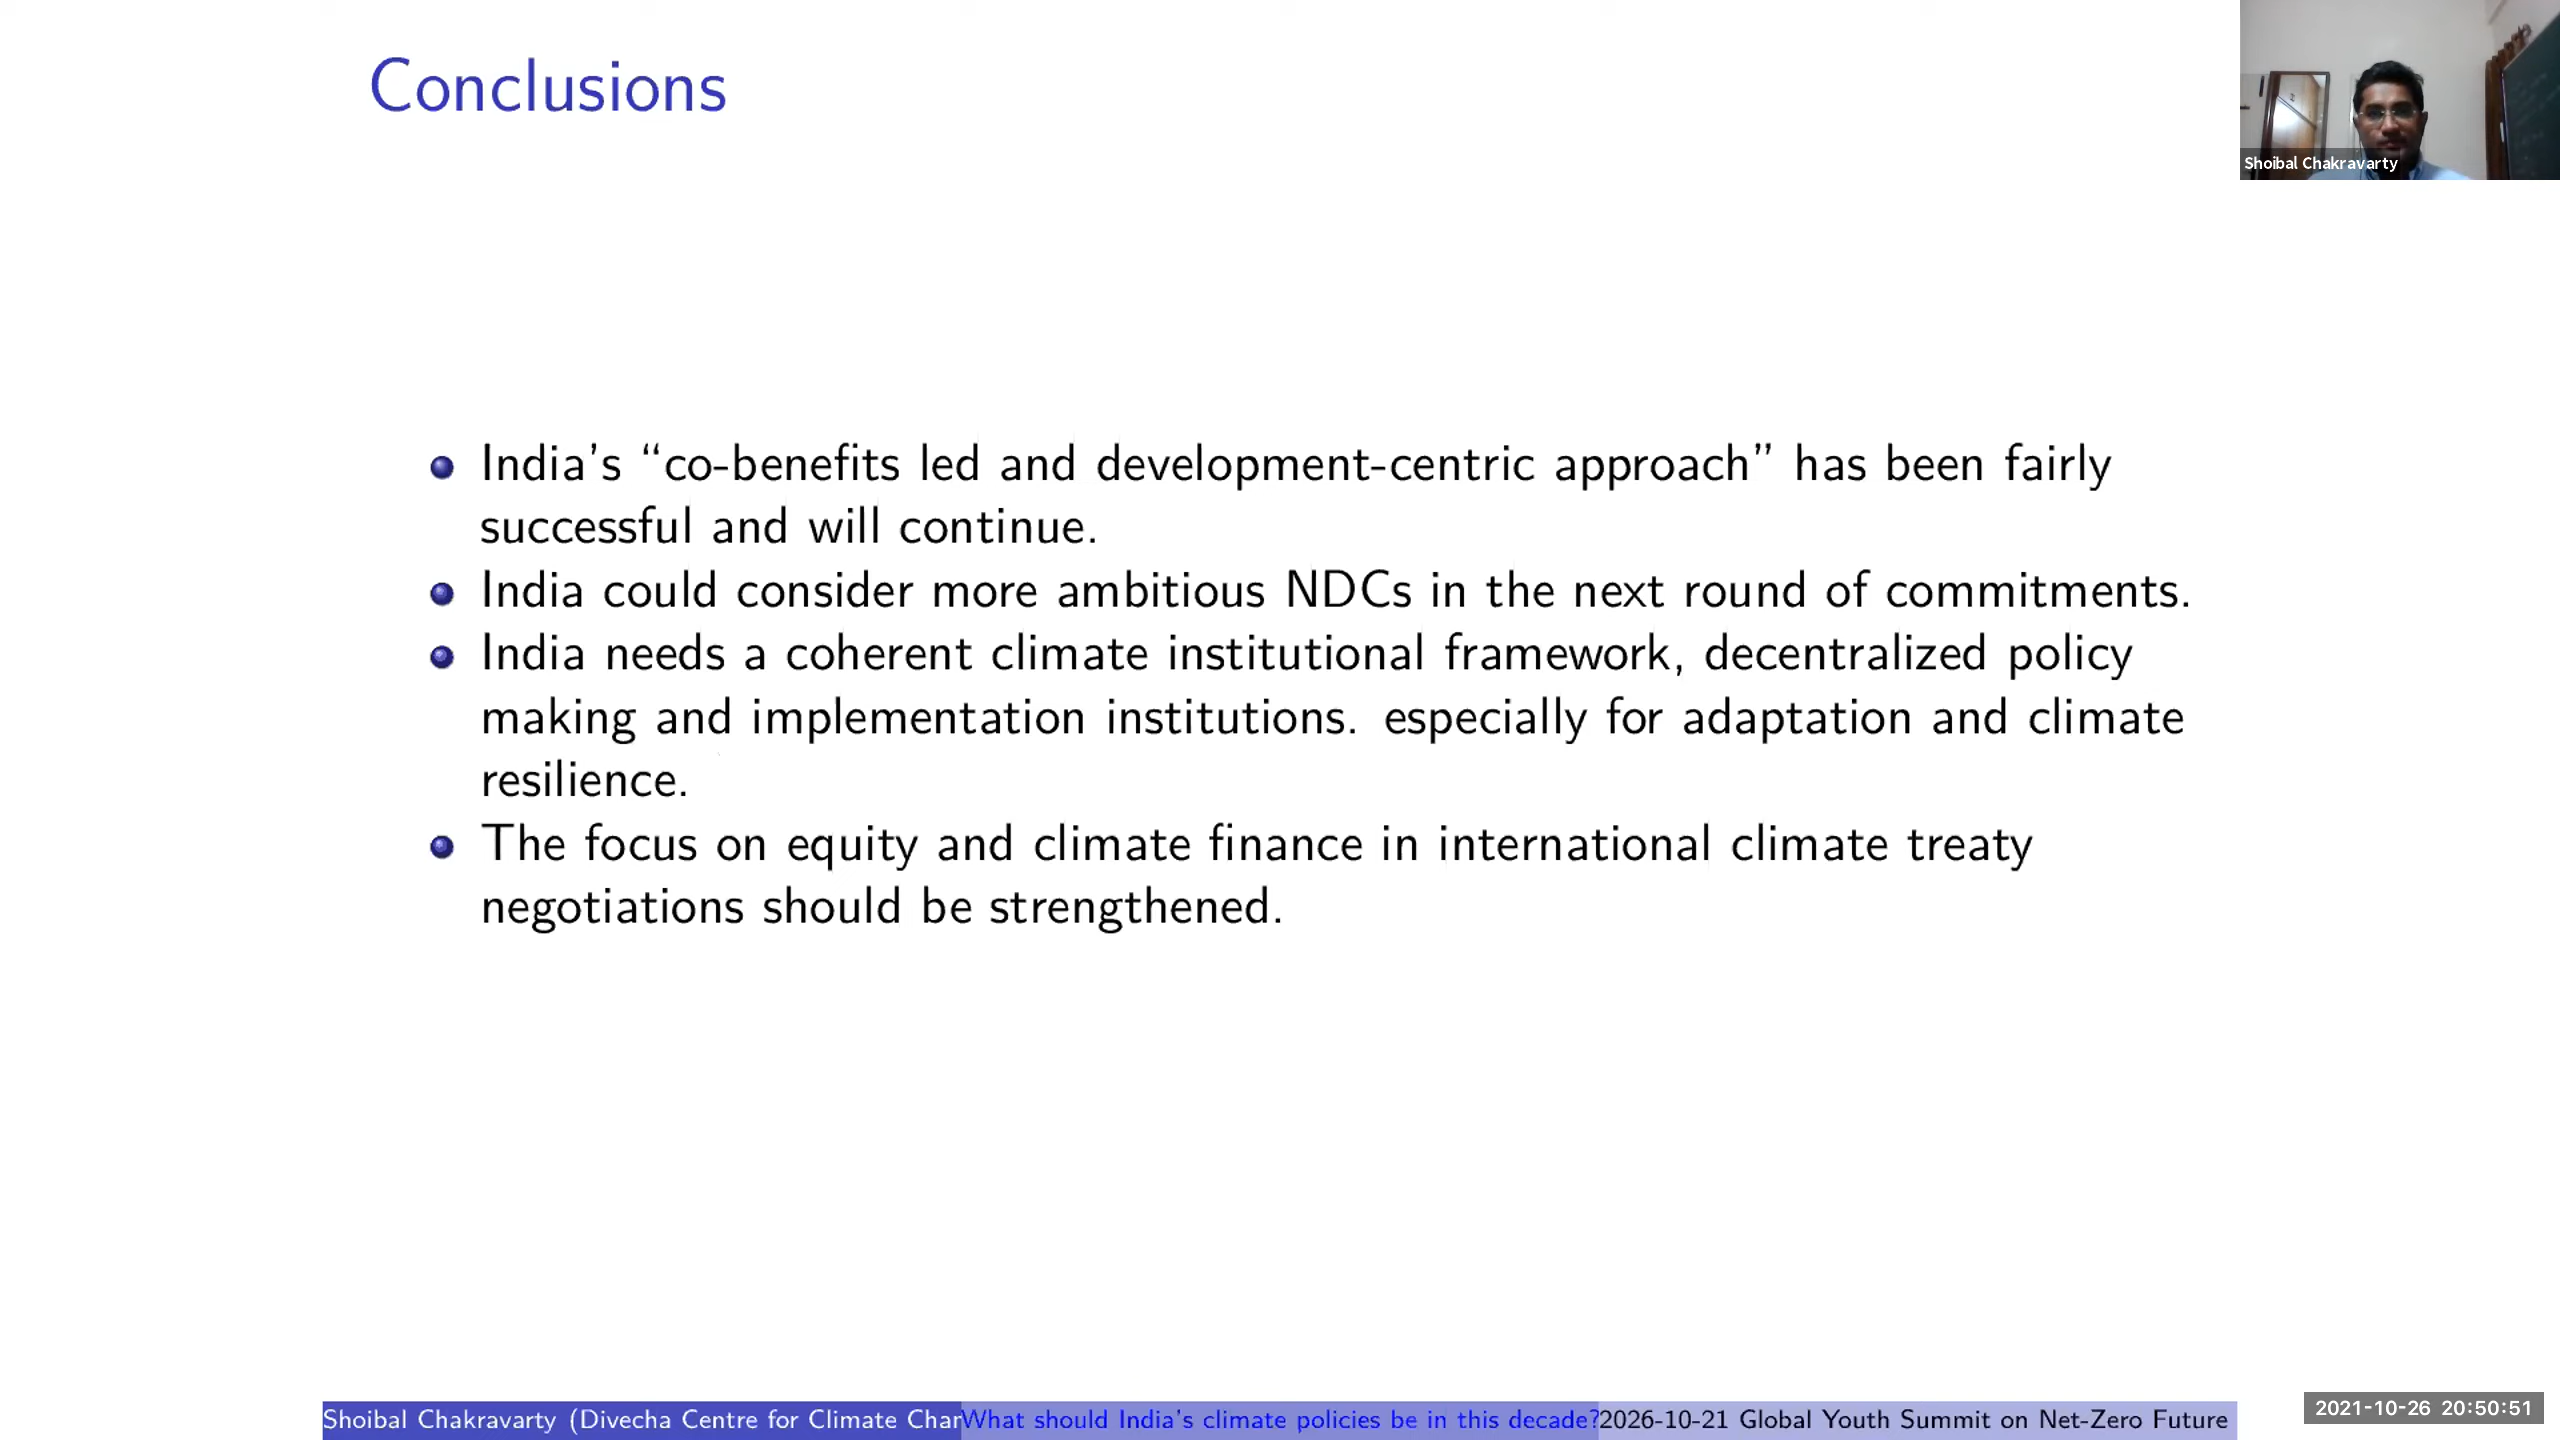 Conclusions
Shoibal Chakravarty
India's “co-benefits led and development-centric approach” has been fairly
successful and will continue.
India could consider more ambitious NDCs in the next round of commitments.
India needs a coherent climate institutional framework, decentralized policy
making and implementation institutions. especially for adaptation and climate
resilience.
The focus on equity and climate finance in international climate treaty
negotiations should be strengthened.
Shoibal Chakravarty (Divecha Centre for Climate Char
What should India's climate policies be in this decade?
2026-10-21 Global Youth Summit on Net-Zero Future
2021-10-26 20:50:51